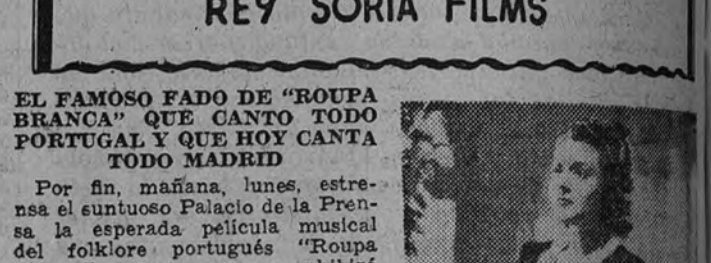 REY SORIA FILMS
EL FAMOSO FADO DE "ROUPA
BRANCA" QUE CANTO TODO
PORTUGAL Y QUE HOY CANTA
TODO MADRID
Por fin, mañana, lunes, estre-
nsa el suntuoso Palacio de la Pren-
sa la esperada película musical
del folklore portugués "Roupa